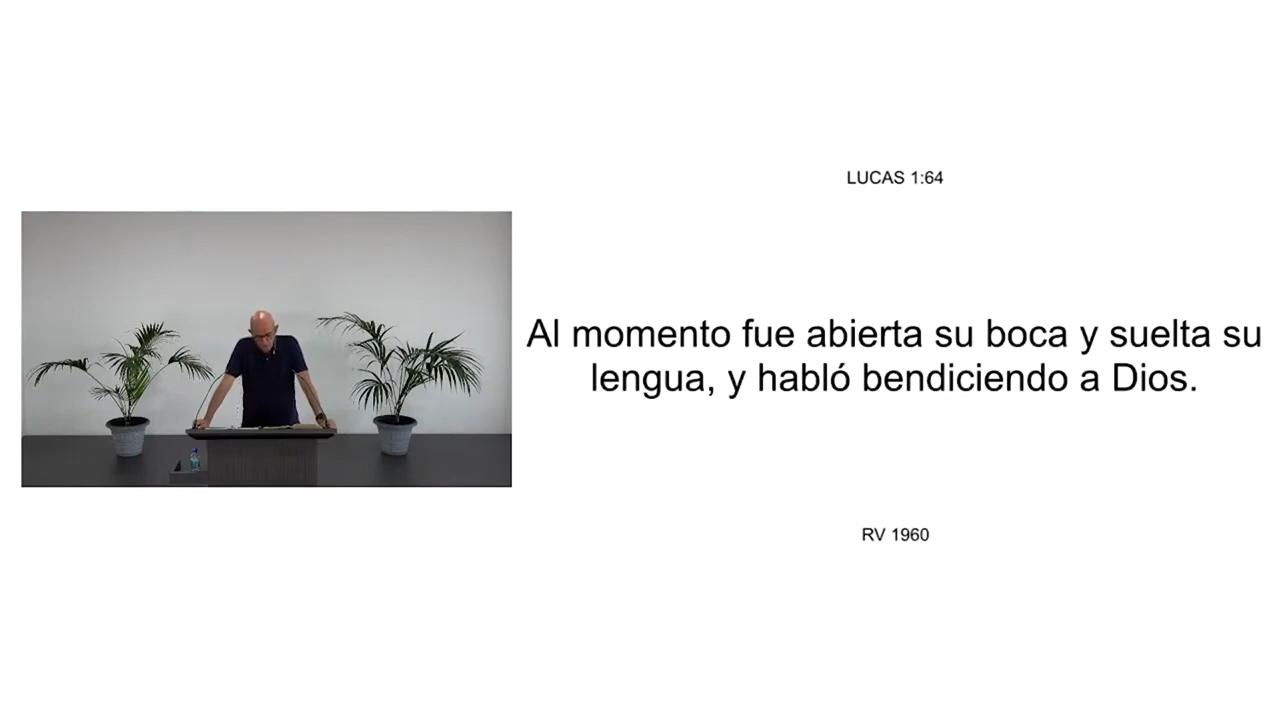 LUCAS 1:64
Al momento fue abierta su boca y suelta su
lengua, y habló bendiciendo a Dios.
RV 1960